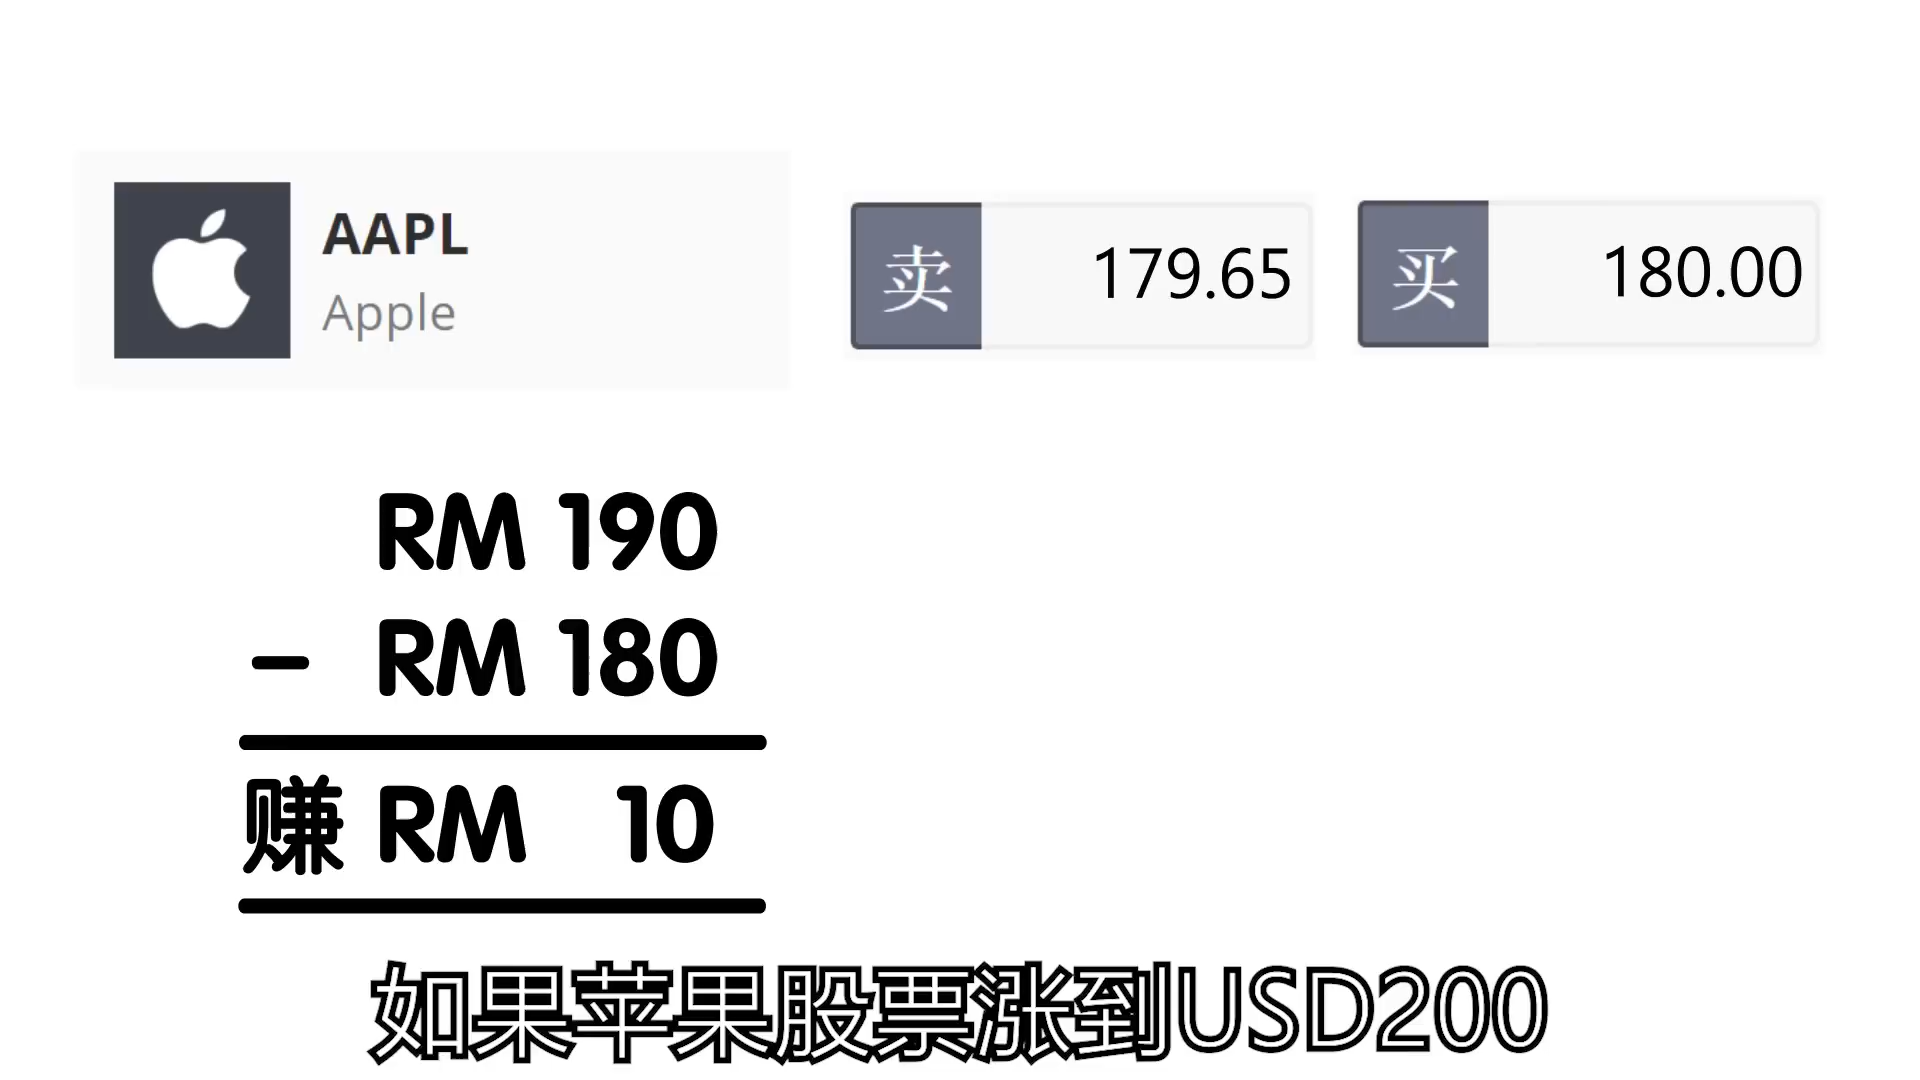 AAPL
Apple
卖 179.65
买 180.00
RM 190
– RM 180
赚 RM 10
如果苹果股票涨到USD200